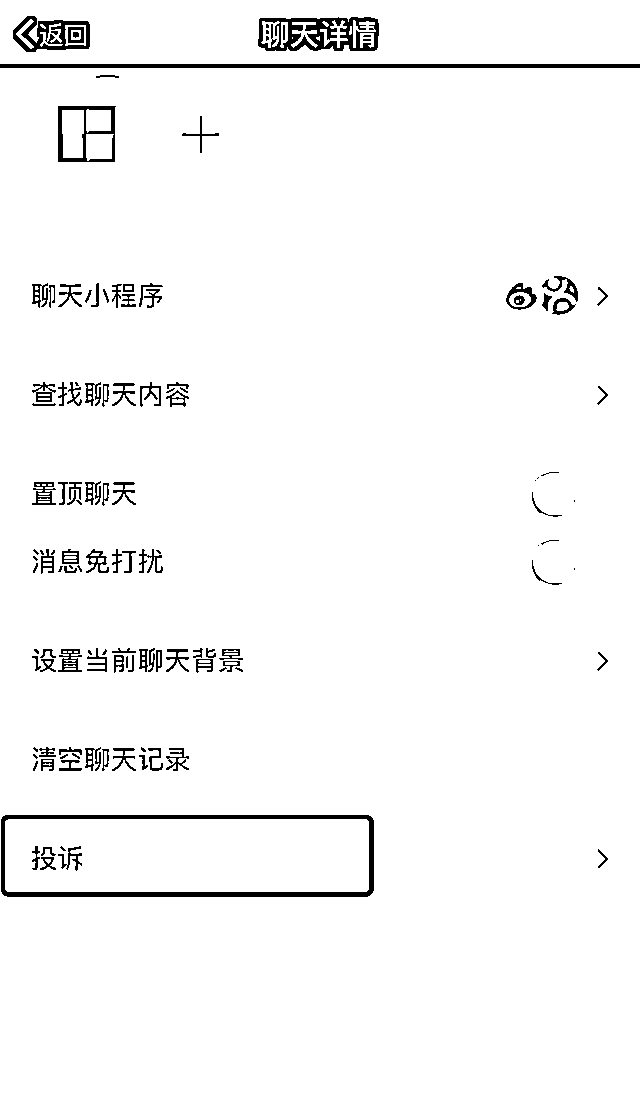 返回
聊天详情
聊天小程序
查找聊天内容
置顶聊天
消息免打扰
设置当前聊天背景
清空聊天记录
投诉